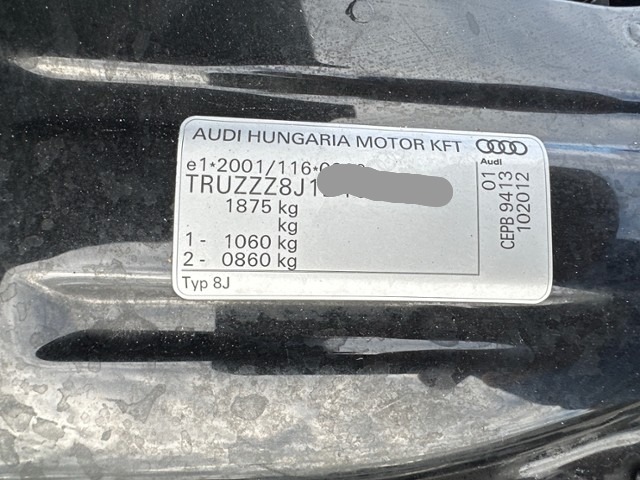 AUDI HUNGARIA MOTOR KFT
Audi
e1*2001/116*
TRUZZZ8J1
1875 kg
kg
1 - 1060 kg
2 - 0860 kg
Typ 8J
01
CEPB 9413
102012